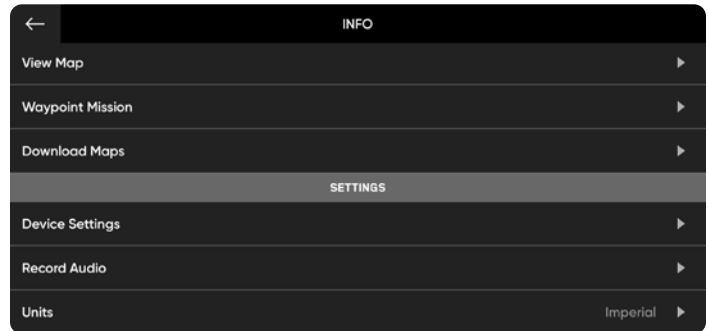 INFO
View Map
Waypoint Mission
Download Maps
SETTINGS
Device Settings
Record Audio
Units Imperial